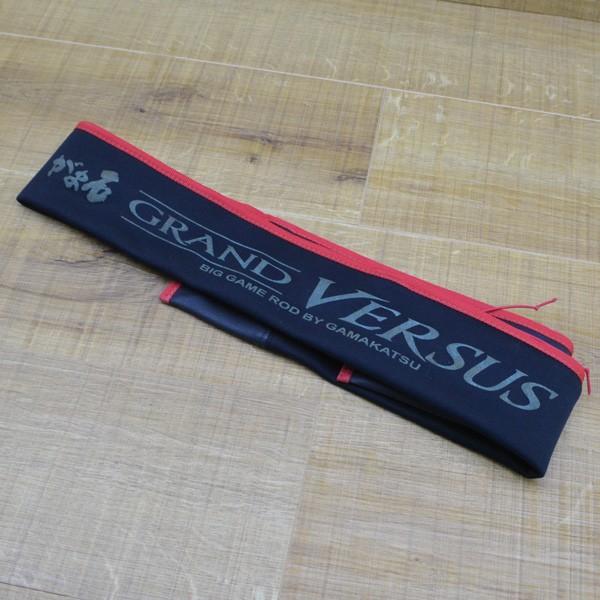 がま石
GRAND VERSUS
BIG GAME ROD BY GAMAKATSU